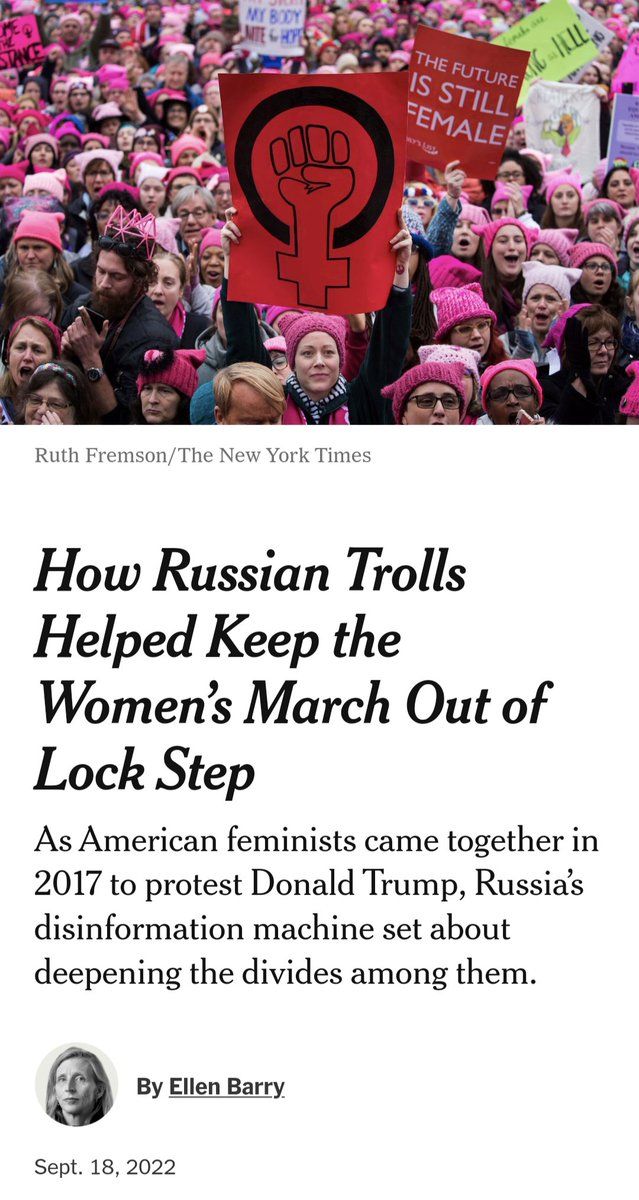 MY BODY
THE FUTURE
IS STILL
FEMALE
Ruth Fremson/The New York Times
How Russian Trolls
Helped Keep the
Women’s March Out of
Lock Step
As American feminists came together in
2017 to protest Donald Trump, Russia’s
disinformation machine set about
deepening the divides among them.
By Ellen Barry
Sept. 18, 2022